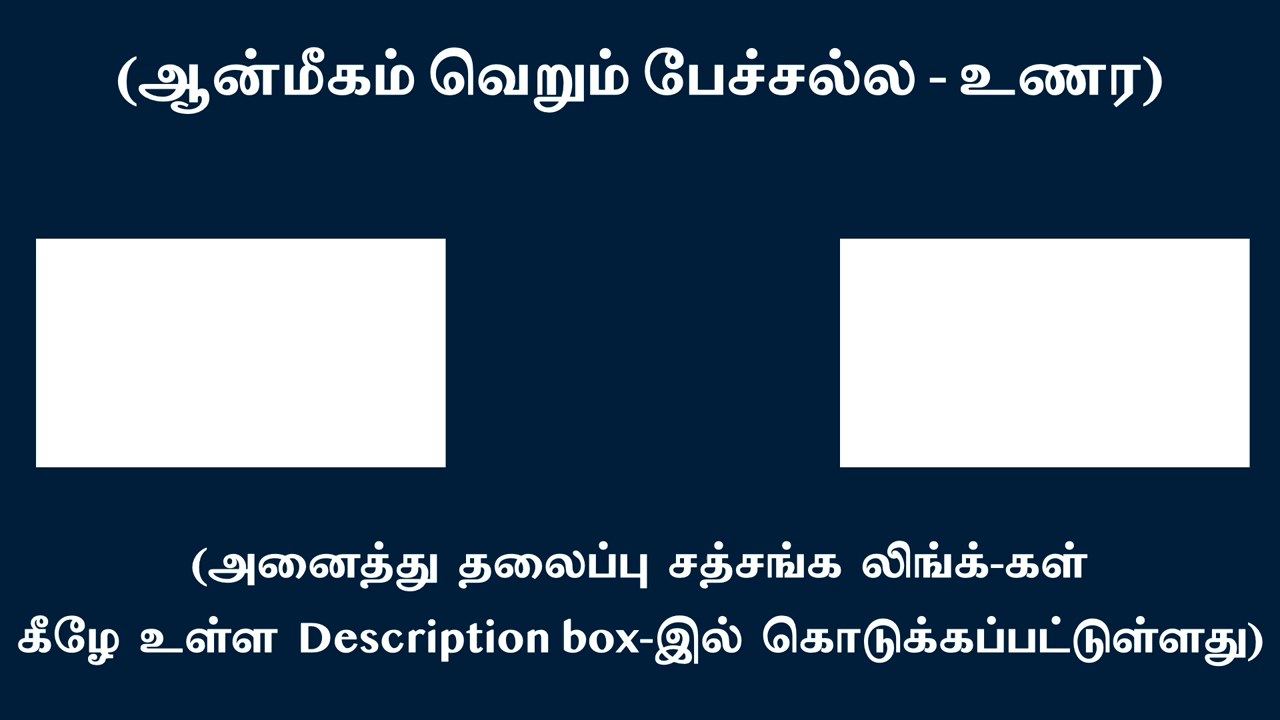 (ஆன்மீகம் வெறும் பேச்சல்ல - உணர)
(அனைத்து தலைப்பு சத்சங்க லிங்க்-கள்
கீழே உள்ள Description box-இல் கொடுக்கப்பட்டுள்ளது)